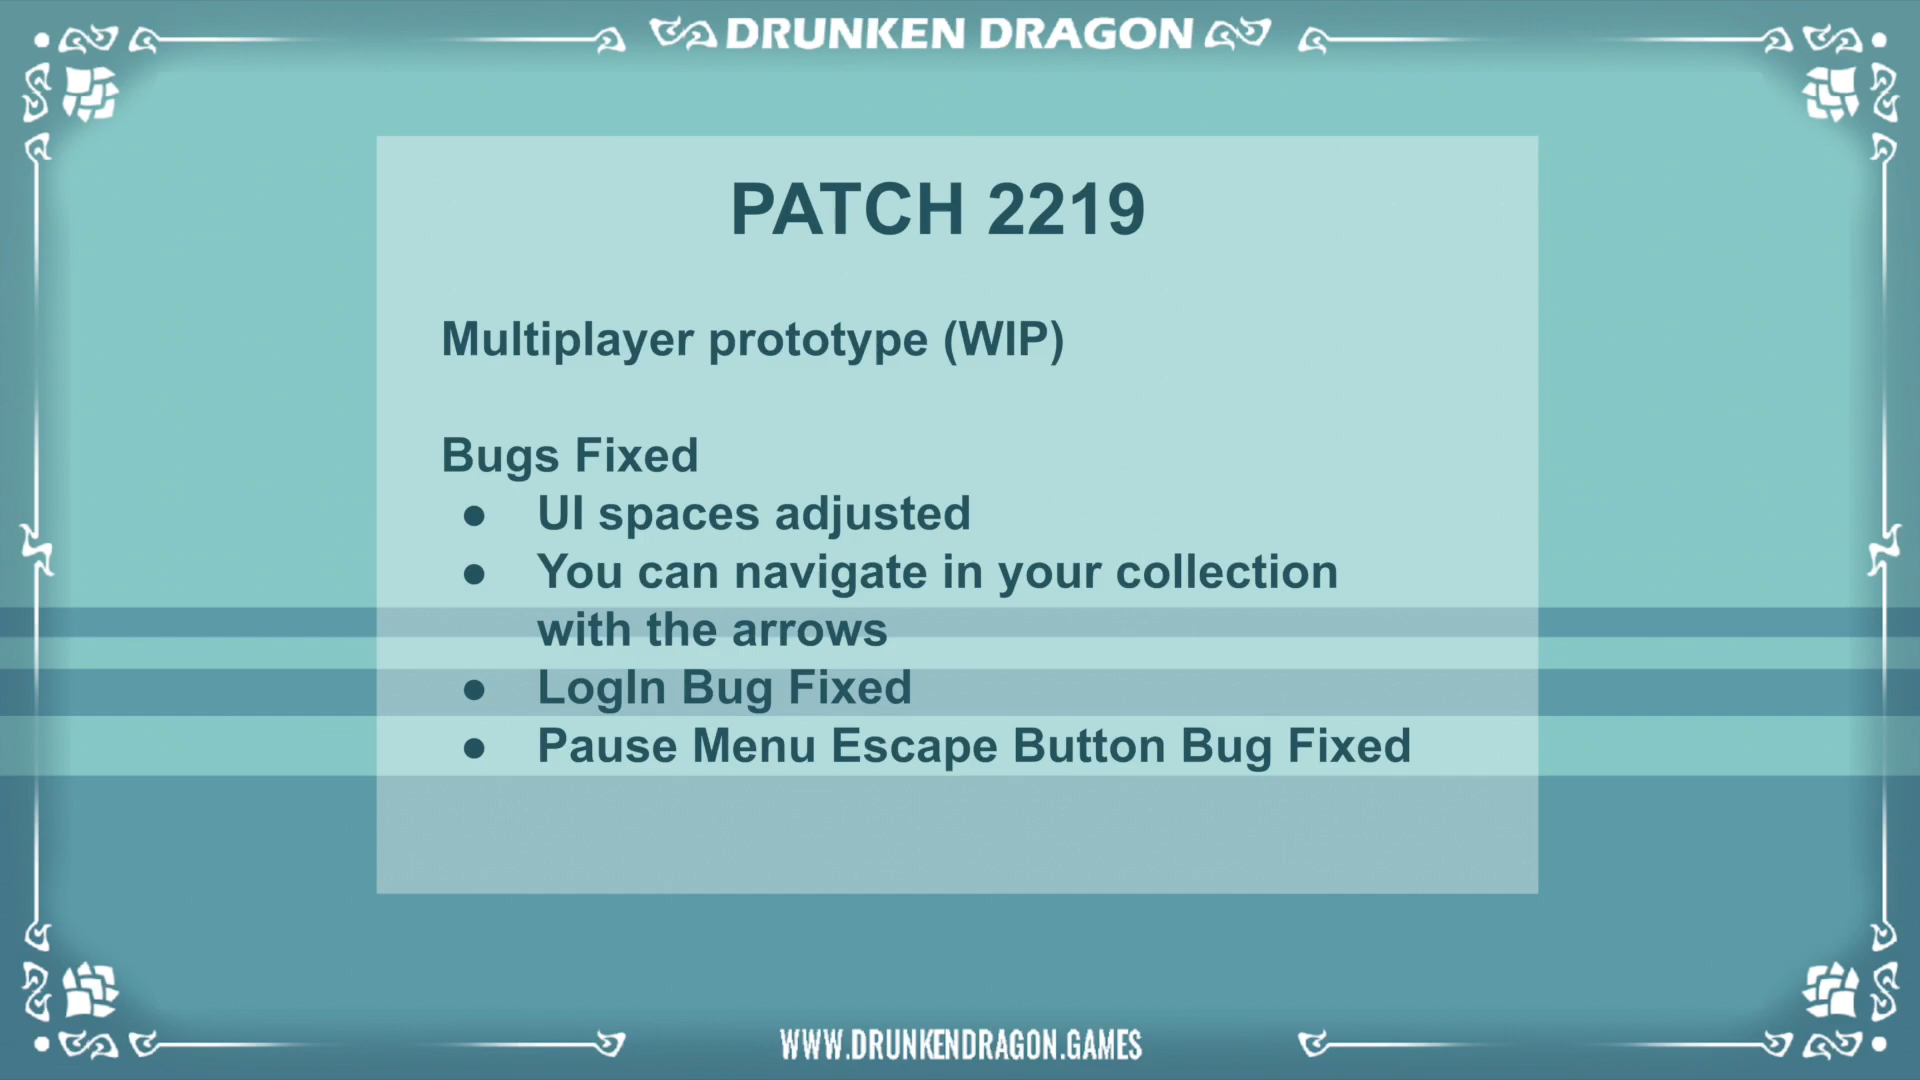 DRUNKEN DRAGON
PATCH 2219
Multiplayer prototype (WIP)
Bugs Fixed
● UI spaces adjusted
● You can navigate in your collection
with the arrows
● LogIn Bug Fixed
● Pause Menu Escape Button Bug Fixed
WWW.DRUNKENDRAGON.GAMES